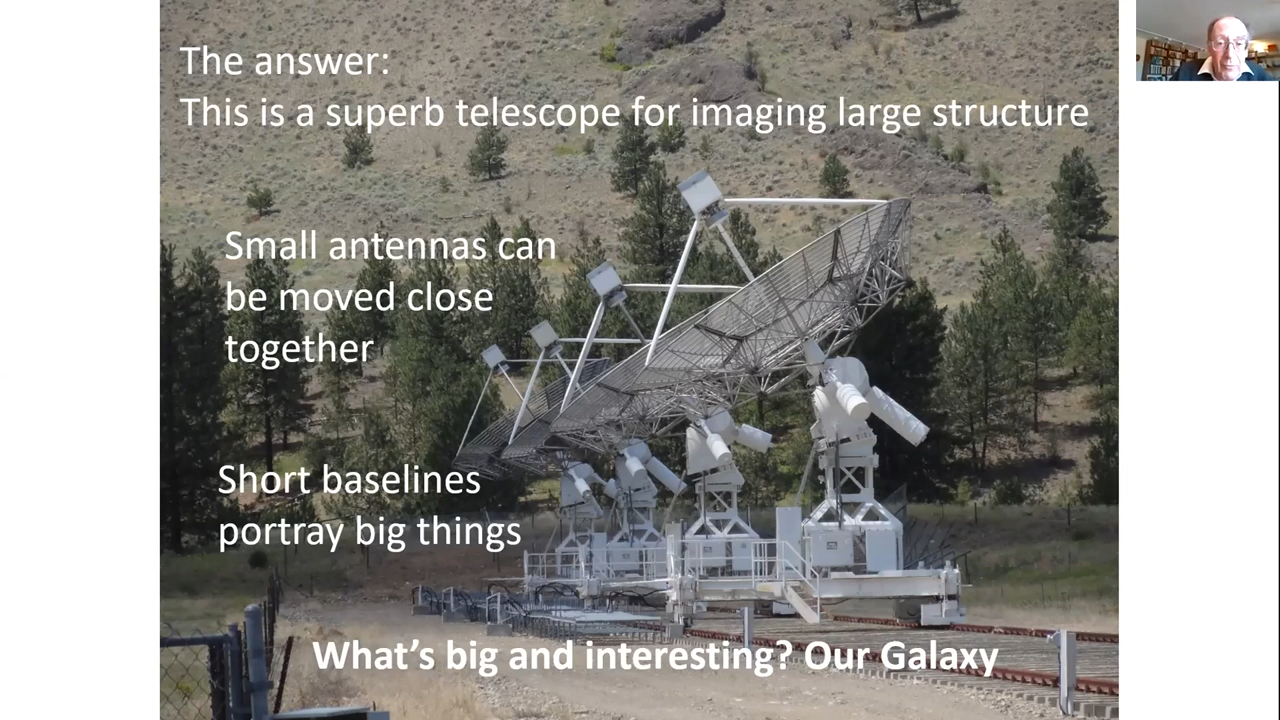 The answer:
This is a superb telescope for imaging large structure
Small antennas can
be moved close
together
Short baselines
portray big things
What’s big and interesting? Our Galaxy